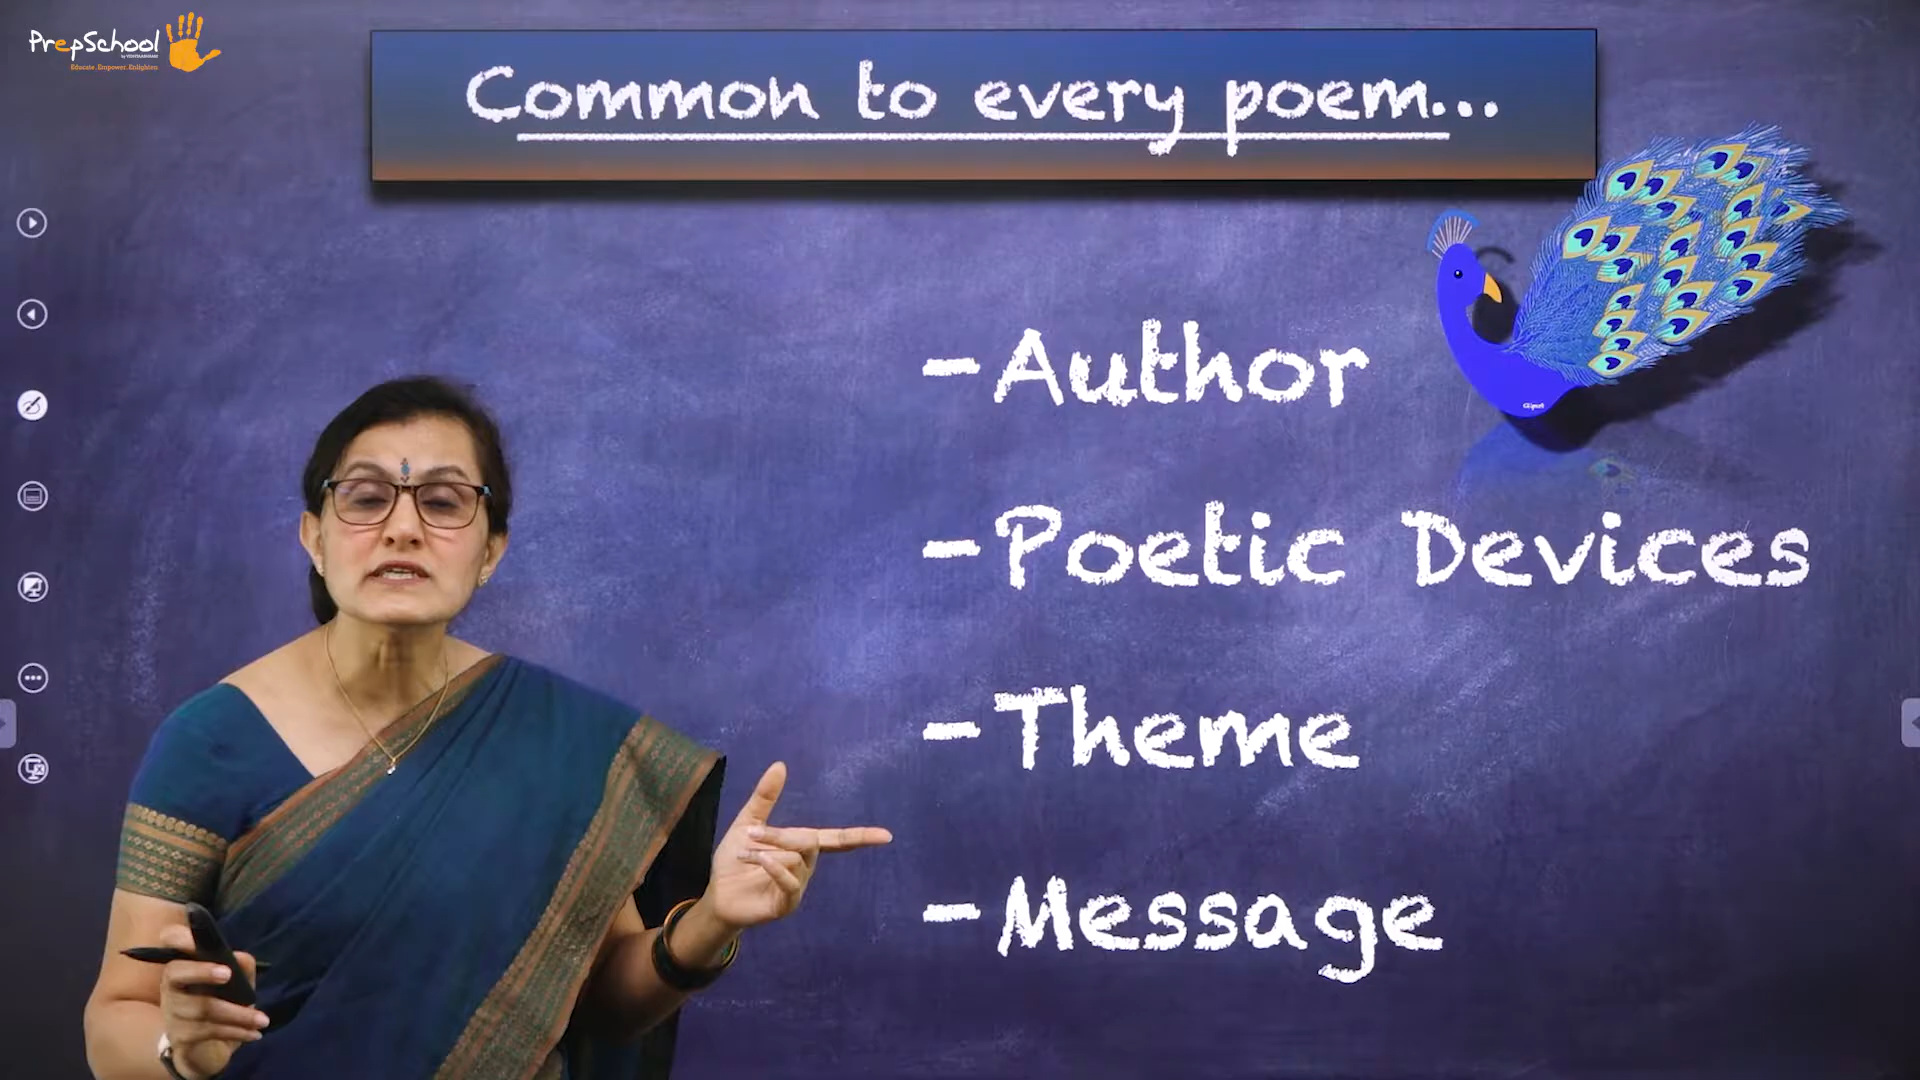 PrepSchool
Educate. Empower. Enlighten
Common to every poem...
-Author
-Poetic Devices
-Theme
-Message